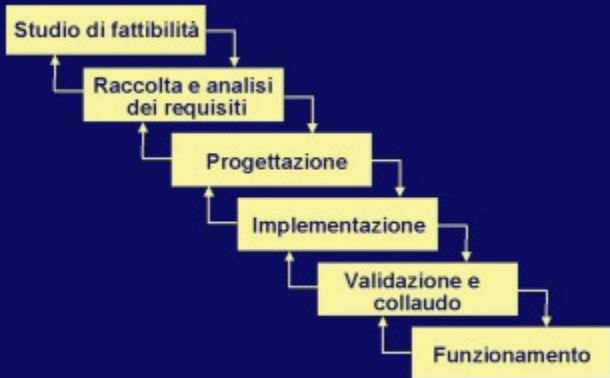 Studio di fattibilità
Raccolta e analisi
dei requisiti
Progettazione
Implementazione
Validazione e
collaudo
Funzionamento